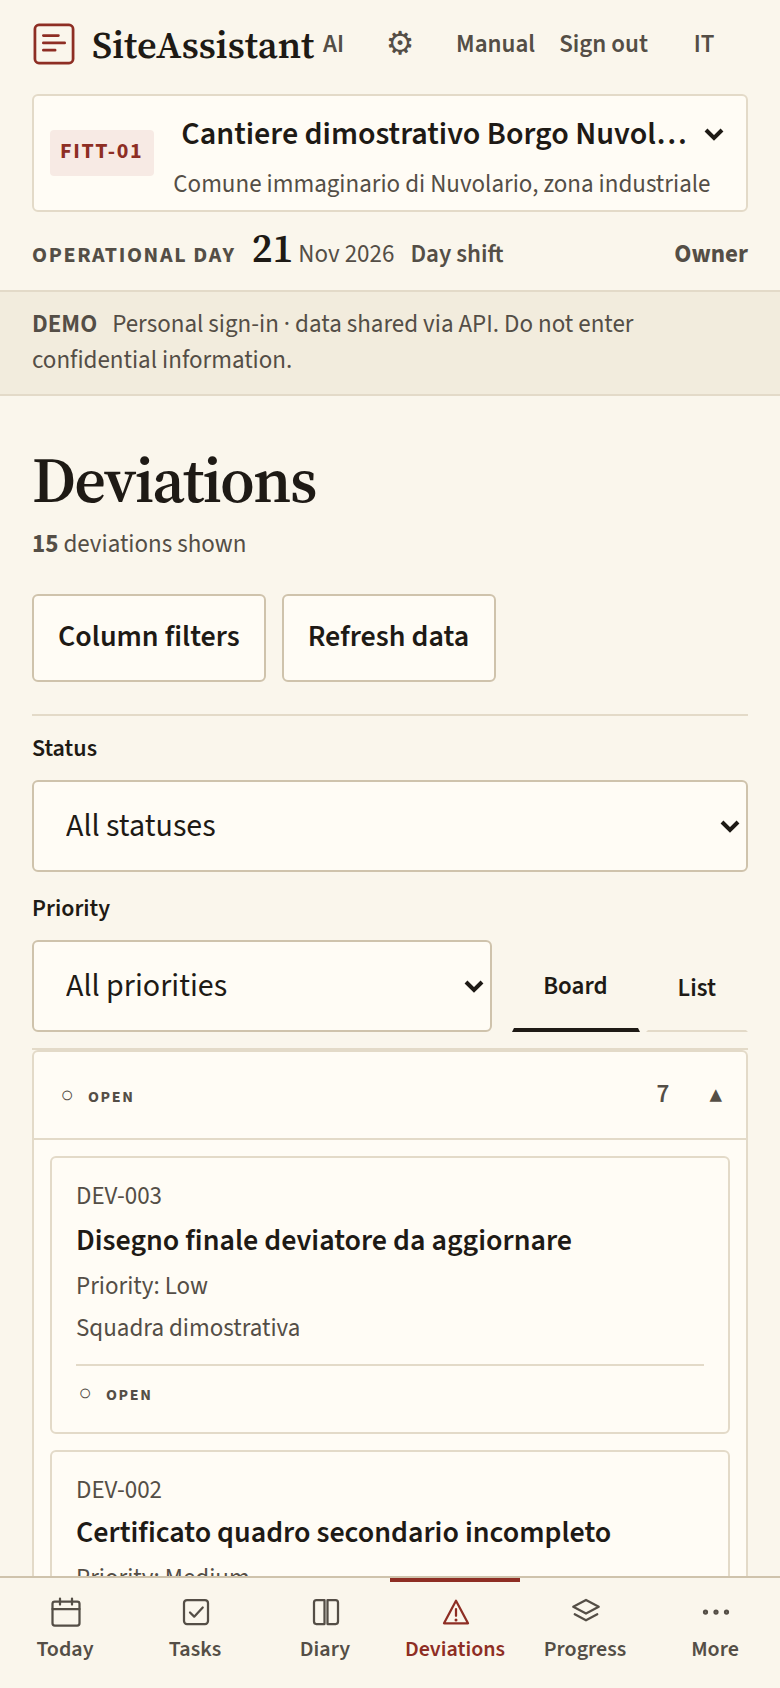 SiteAssistant AI ⚙ Manual Sign out IT
FITT-01 Cantiere dimostrativo Borgo Nuvol…
Comune immaginario di Nuvolario, zona industriale
OPERATIONAL DAY 21 Nov 2026 Day shift Owner
DEMO Personal sign-in · data shared via API. Do not enter
confidential information.
Deviations
15 deviations shown
Column filters Refresh data
Status
All statuses
Priority
All priorities Board List
○ OPEN 7 ▲
DEV-003
Disegno finale deviatore da aggiornare
Priority: Low
Squadra dimostrativa
○ OPEN
DEV-002
Certificato quadro secondario incompleto
Priority: Medium
Today Tasks Diary Deviations Progress More